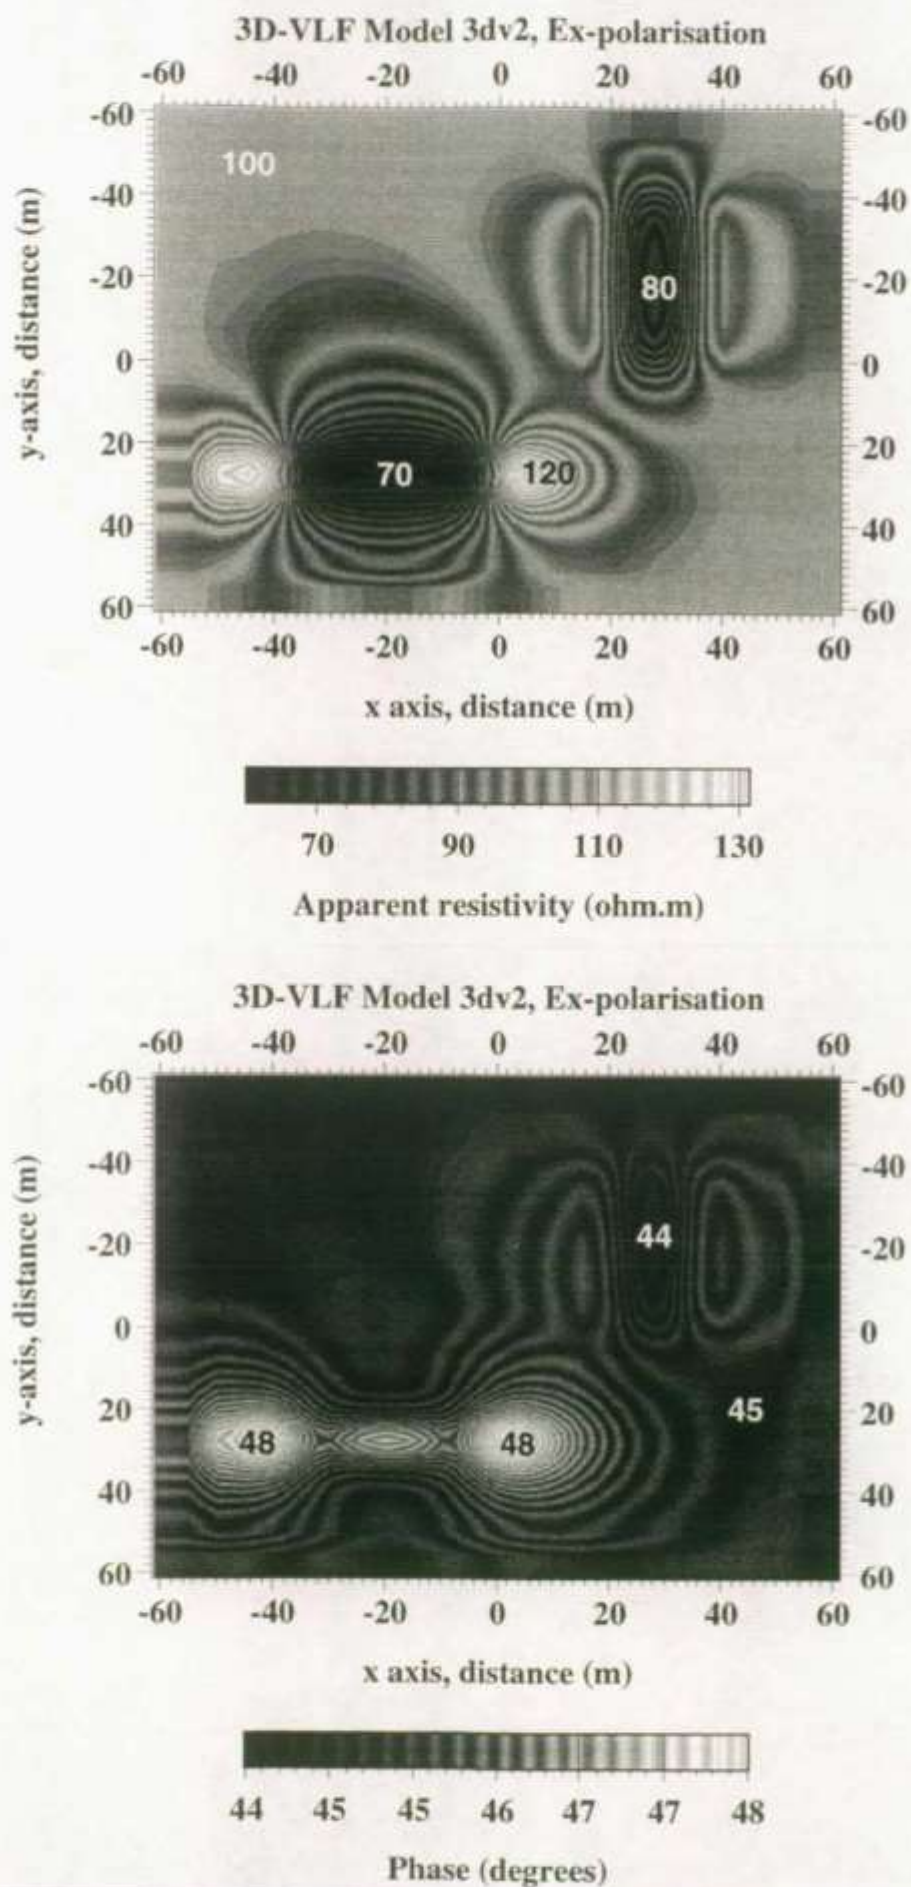 3D-VLF Model 3dv2, Ex-polarisation
-60 -40 -20 0 20 40 60
-60 -60
100
-40 -40
-20 80 -20
y-axis, distance (m)
0 0
20 20
70 120
40 40
60 60
-60 -40 -20 0 20 40 60
x axis, distance (m)
70 90 110 130
Apparent resistivity (ohm.m)
3D-VLF Model 3dv2, Ex-polarisation
-60 -40 -20 0 20 40 60
-60 -60
-40 -40
44
-20 -20
y-axis, distance (m)
0 0
20 45 20
48 48
40 40
60 60
-60 -40 -20 0 20 40 60
x axis, distance (m)
44 45 45 46 47 47 48
Phase (degrees)